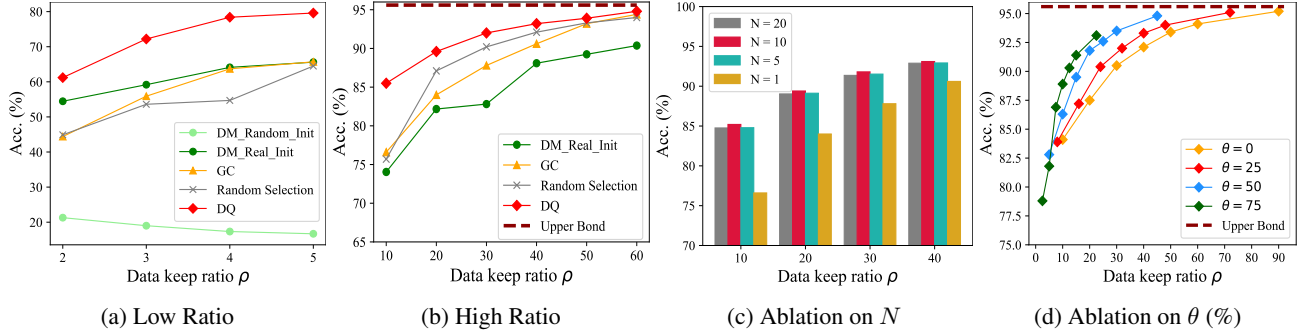 80
70
60
50
40
30
20
Acc. (%)
DM_Random_Init
DM_Real_Init
GC
Random Selection
DQ
2
3
4
5
Data keep ratio ρ
(a) Low Ratio
95
90
85
80
75
70
65
Acc. (%)
DM_Real_Init
GC
Random Selection
DQ
Upper Bond
10
20
30
40
50
60
Data keep ratio ρ
(b) High Ratio
100
95
90
85
80
75
70
Acc. (%)
N = 20
N = 10
N = 5
N = 1
10
20
30
40
Data keep ratio ρ
(c) Ablation on N
95.0
92.5
90.0
87.5
85.0
82.5
80.0
77.5
75.0
Acc. (%)
θ = 0
θ = 25
θ = 50
θ = 75
Upper Bond
0
10
20
30
40
50
60
70
80
90
Data keep ratio ρ
(d) Ablation on θ (%)